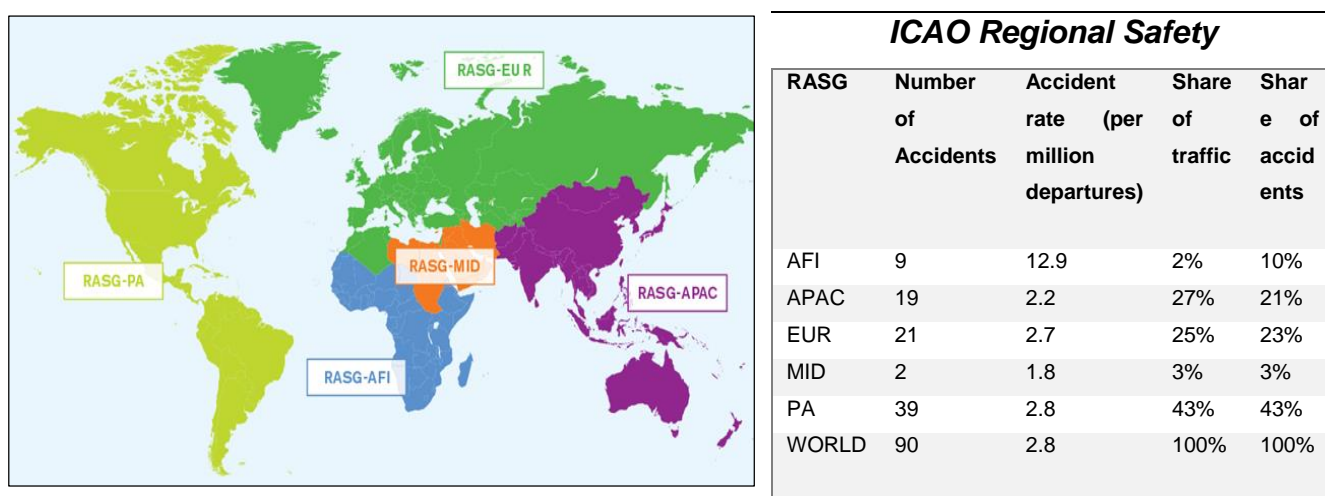 RASG-EUR
RASG-MID
RASG-PA
RASG-APAC
RASG-AFI
ICAO Regional Safety
RASG Number Accident Share Shar
of rate (per of e of
Accidents million traffic accid
departures) ents
AFI 9 12.9 2% 10%
APAC 19 2.2 27% 21%
EUR 21 2.7 25% 23%
MID 2 1.8 3% 3%
PA 39 2.8 43% 43%
WORLD 90 2.8 100% 100%